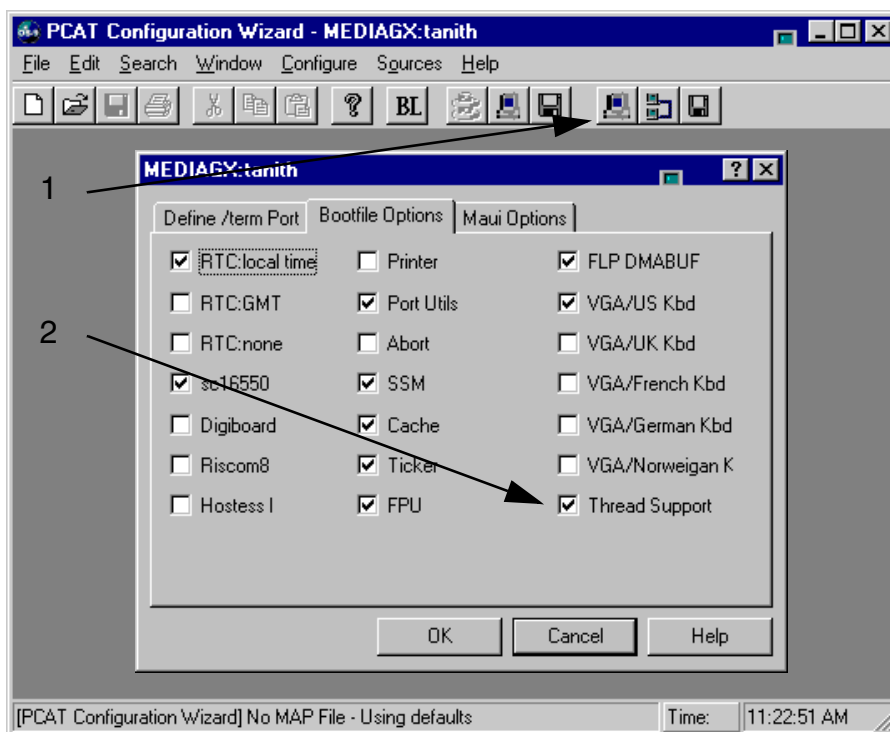 PCAT Configuration Wizard - MEDIAGX:tanith
File Edit Search Window Configure Sources Help
BL
1
MEDIAGX:tanith
Define /term Port Bootfile Options Maui Options
RTC:local time Printer FLP DMABUF
RTC:GMT Port Utils VGA/US Kbd
2
RTC:none Abort VGA/UK Kbd
sc16550 SSM VGA/French Kbd
Digiboard Cache VGA/German Kbd
Riscom8 Ticker VGA/Norweigan K
Hostess I FPU Thread Support
OK Cancel Help
[PCAT Configuration Wizard] No MAP File - Using defaults Time: 11:22:51 AM